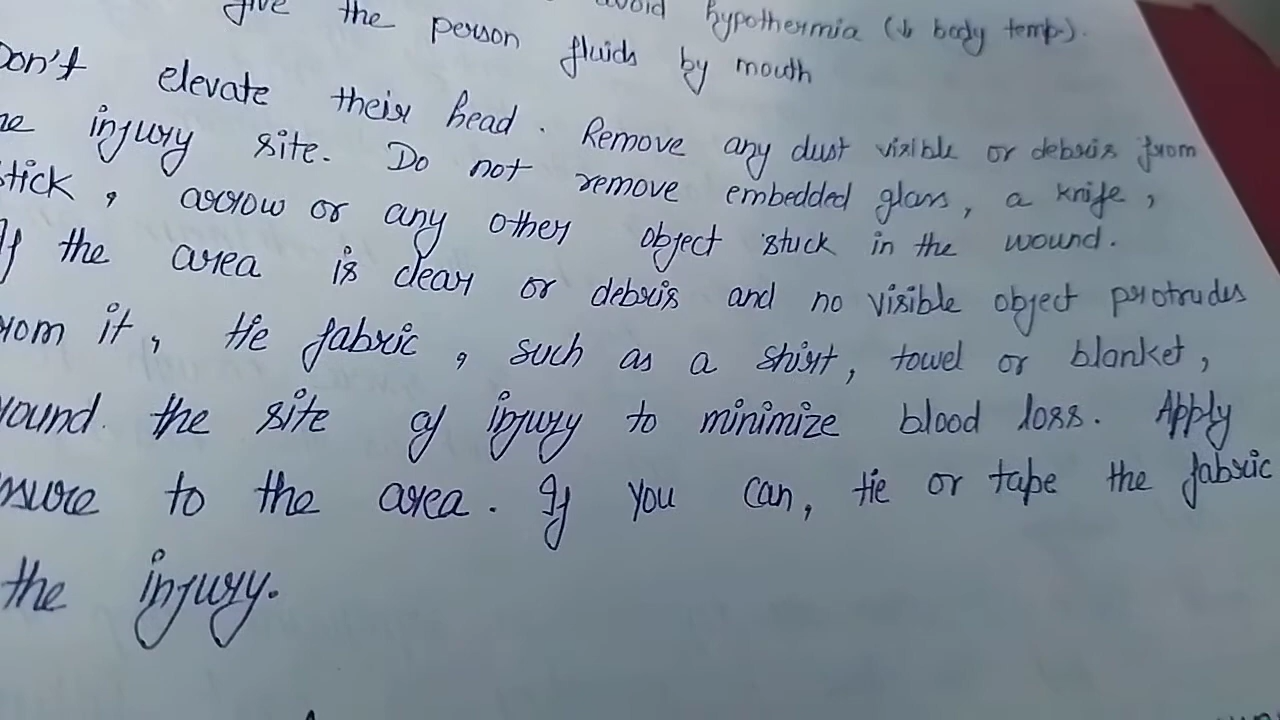 avoid hypothermia (↓ body temp).
give the person fluids by mouth
Don't elevate their head. Remove any dust visible or debris from
injury site. Do not remove embedded glass, a knife,
stick, arrow or any other object stuck in the wound.
If the area is clear or debris and no visible object protrudes
from it, tie fabric, such as a shirt, towel or blanket,
the site of injury to minimize blood loss. Apply
to the area. If you can, tie or tape the fabric
the injury.